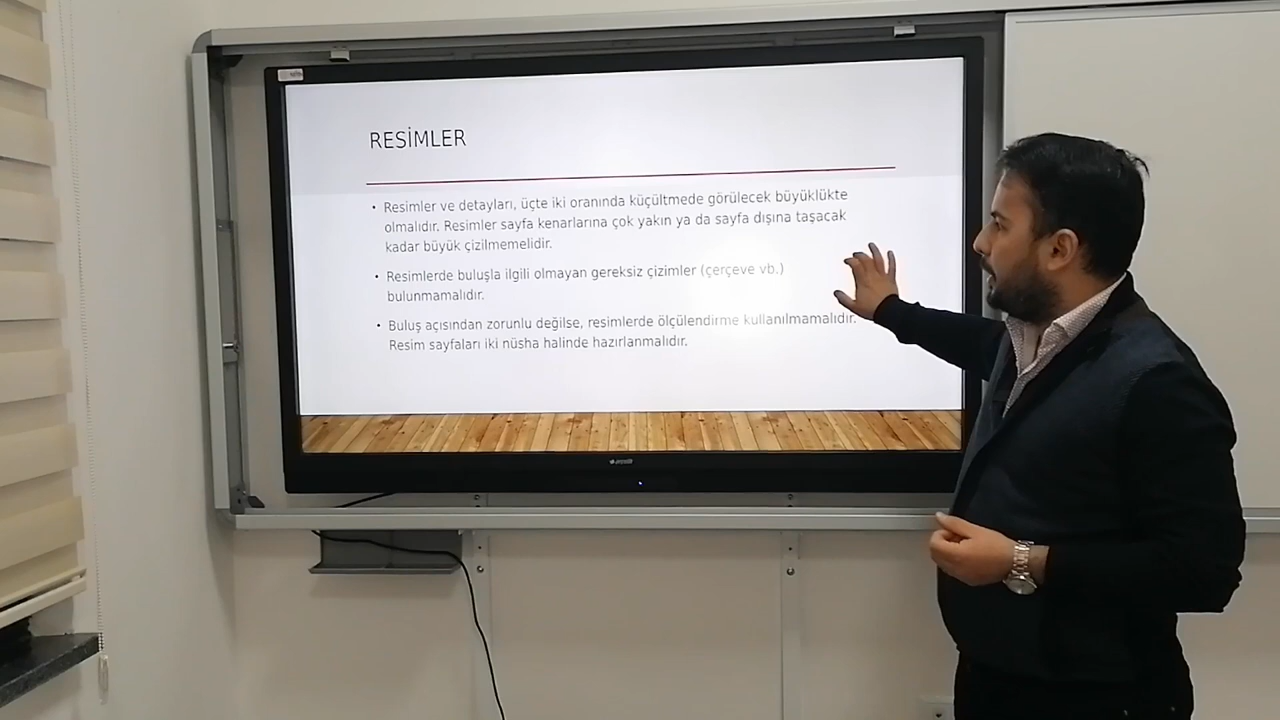 RESİMLER
• Resimler ve detayları, üçte iki oranında küçültmede görülecek büyüklükte
olmalıdır. Resimler sayfa kenarlarına çok yakın ya da sayfa dışına taşacak
kadar büyük çizilmemelidir.
• Resimlerde buluşla ilgili olmayan gereksiz çizimler (çerçeve vb.)
bulunmamalıdır.
• Buluş açısından zorunlu değilse, resimlerde ölçülendirme kullanılmamalıdır.
Resim sayfaları iki nüsha halinde hazırlanmalıdır.